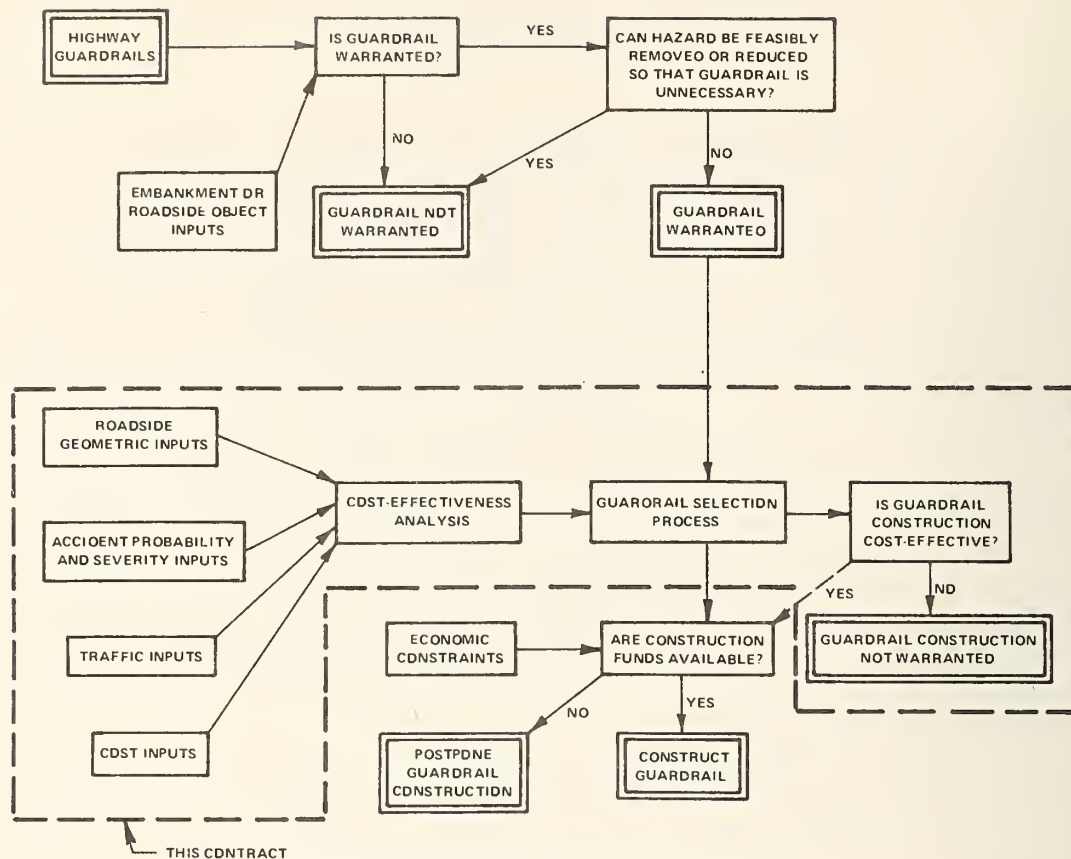 HIGHWAY
GUARDRAILS
IS GUARDRAIL
WARRANTED?
YES
CAN HAZARD BE FEASIBLY
REMOVED OR REDUCED
SO THAT GUARDRAIL IS
UNNECESSARY?
NO
YES
NO
EMBANKMENT DR
ROADSIDE OBJECT
INPUTS
GUARDRAIL NDT
WARRANTED
GUARDRAIL
WARRANTEO
ROADSIDE
GEOMETRIC INPUTS
CDST-EFFECTIVENESS
ANALYSIS
GUARORAIL SELECTION
PROCESS
IS GUARDRAIL
CONSTRUCTION
COST-EFFECTIVE?
ACCIOENT PROBABILITY
AND SEVERITY INPUTS
YES
ND
TRAFFIC INPUTS
ECONOMIC
CDNSTRAINTS
ARE CONSTRUCTION
FUNDS AVAILABLE?
GUARDRAIL CONSTRUCTION
NOT WARRANTED
NO
YES
CDST INPUTS
POSTPDNE
GUARDRAIL
CDNSTRUCTIDN
CONSTRUCT
GUARDRAIL
THIS CDNTRACT